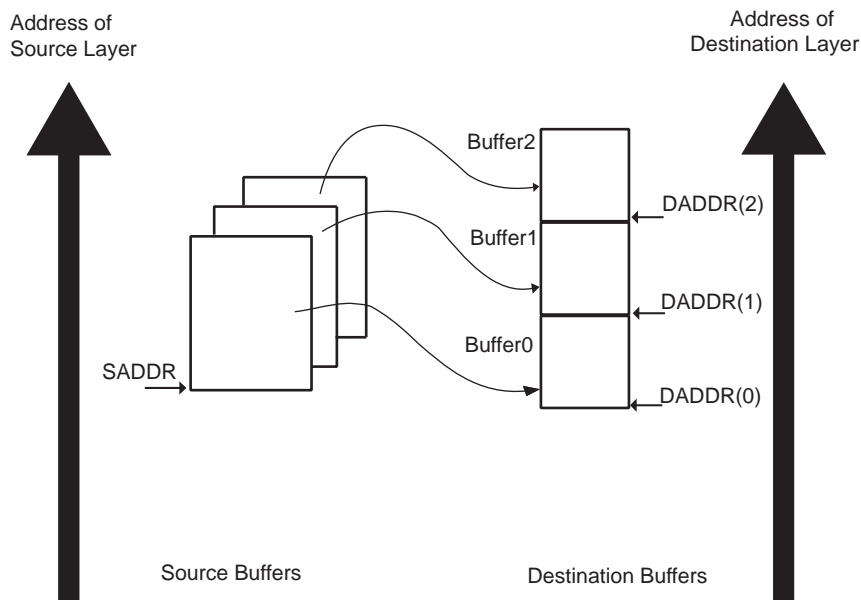 Address of
Source Layer
Address of
Destination Layer
Buffer2
DADDR(2)
Buffer1
DADDR(1)
Buffer0
SADDR
DADDR(0)
Source Buffers
Destination Buffers